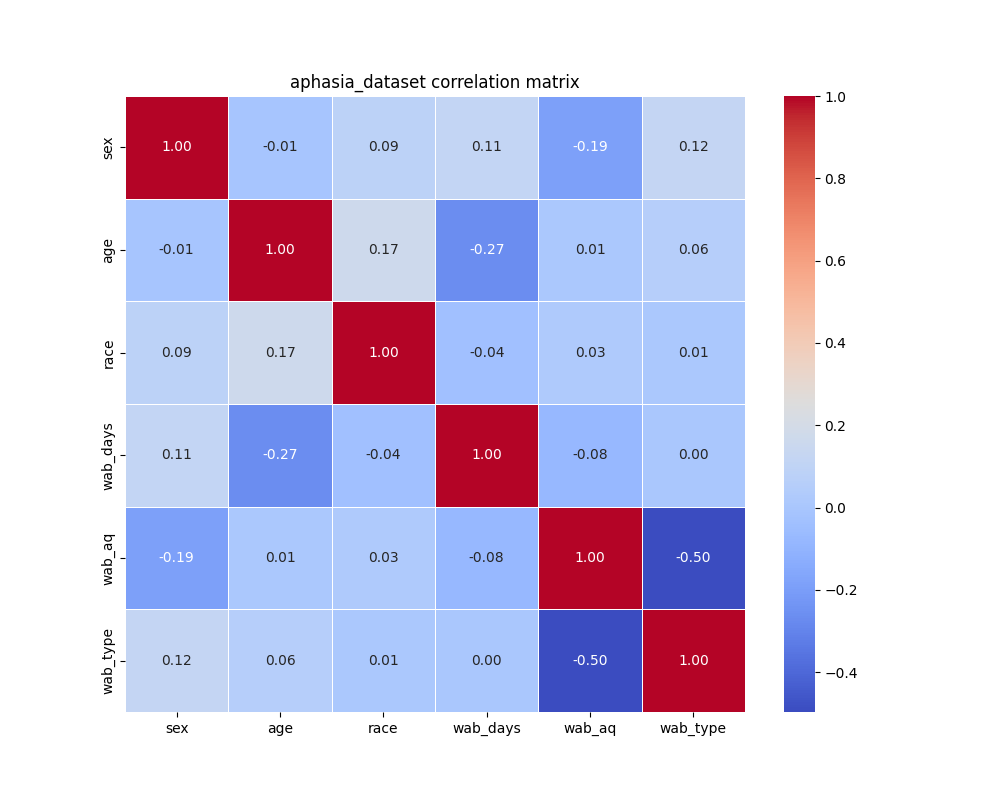 aphasia_dataset correlation matrix
sex 1.00 -0.01 0.09 0.11 -0.19 0.12
age -0.01 1.00 0.17 -0.27 0.01 0.06
race 0.09 0.17 1.00 -0.04 0.03 0.01
wab_days 0.11 -0.27 -0.04 1.00 -0.08 0.00
wab_aq -0.19 0.01 0.03 -0.08 1.00 -0.50
wab_type 0.12 0.06 0.01 0.00 -0.50 1.00
sex age race wab_days wab_aq wab_type
1.0
0.8
0.6
0.4
0.2
0.0
−0.2
−0.4